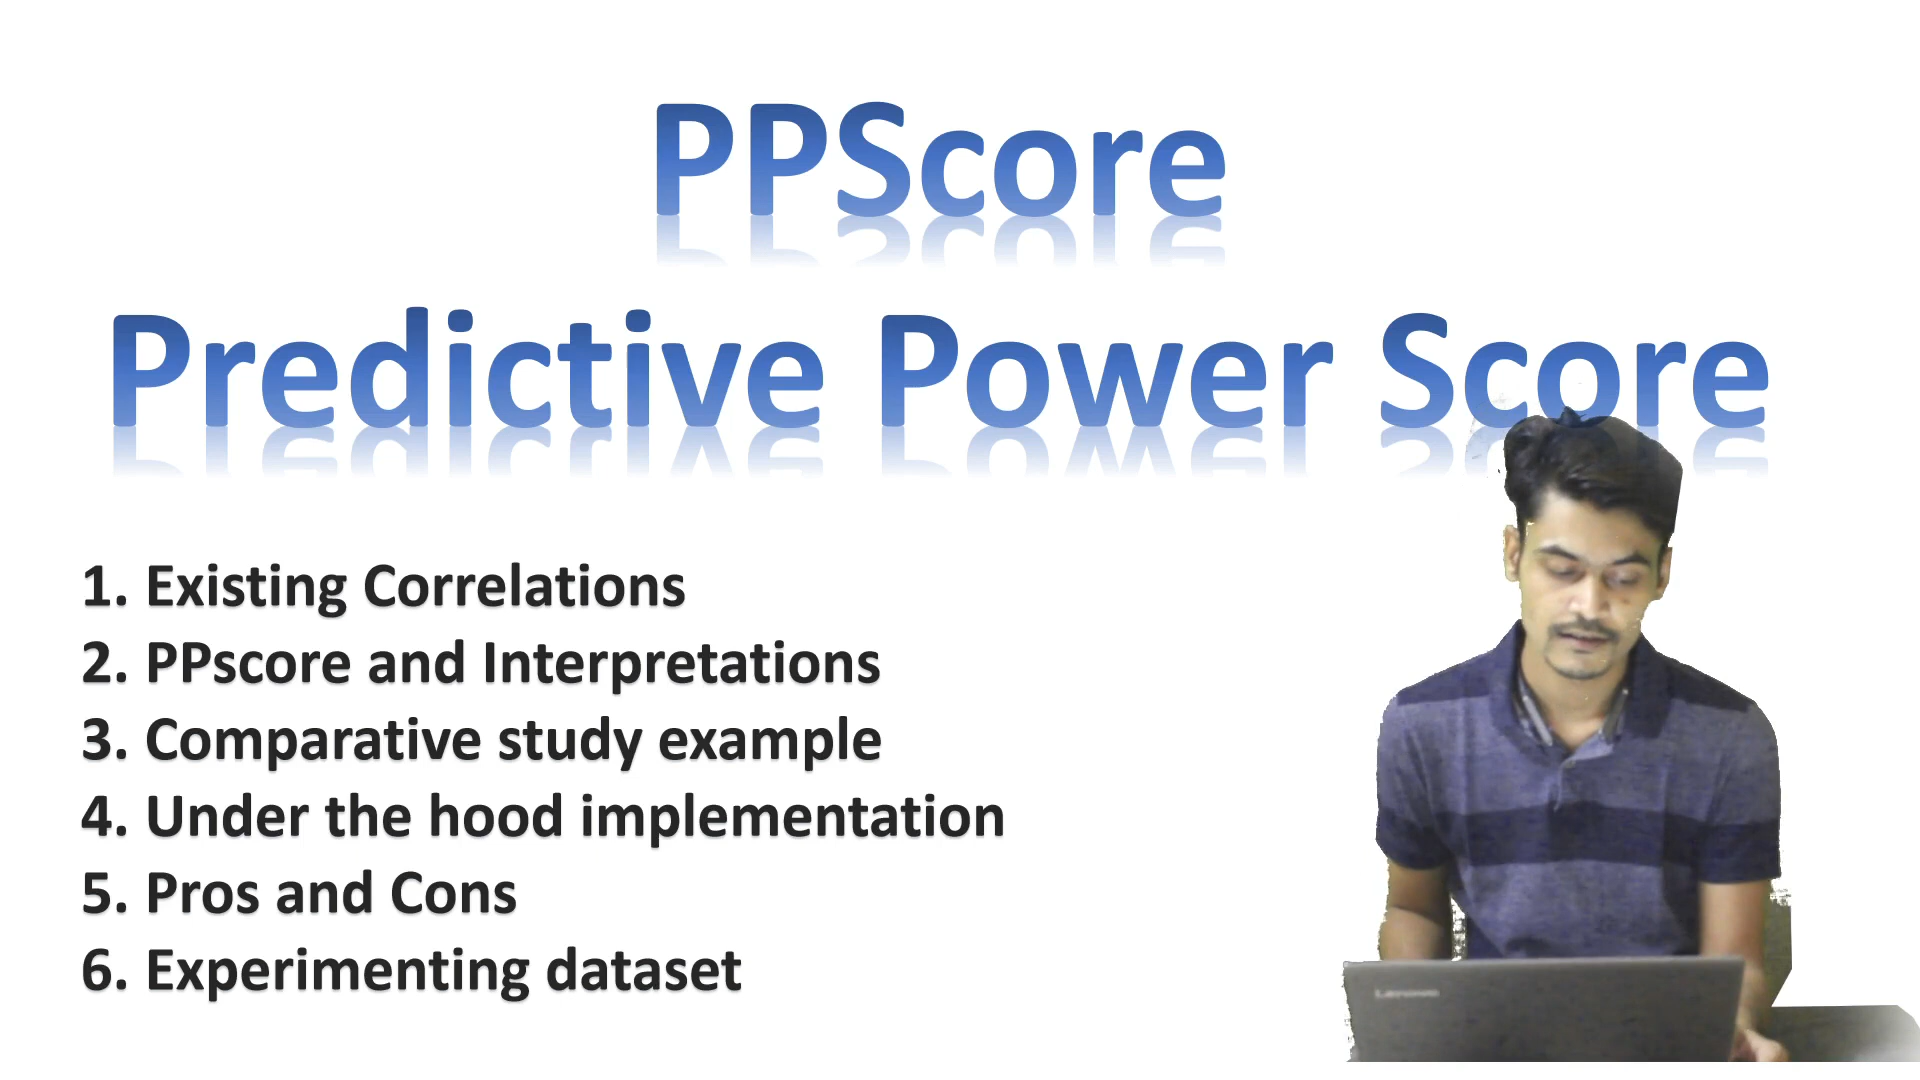 PPScore
Predictive Power Score
1. Existing Correlations
2. PPscore and Interpretations
3. Comparative study example
4. Under the hood implementation
5. Pros and Cons
6. Experimenting dataset
Lenovo